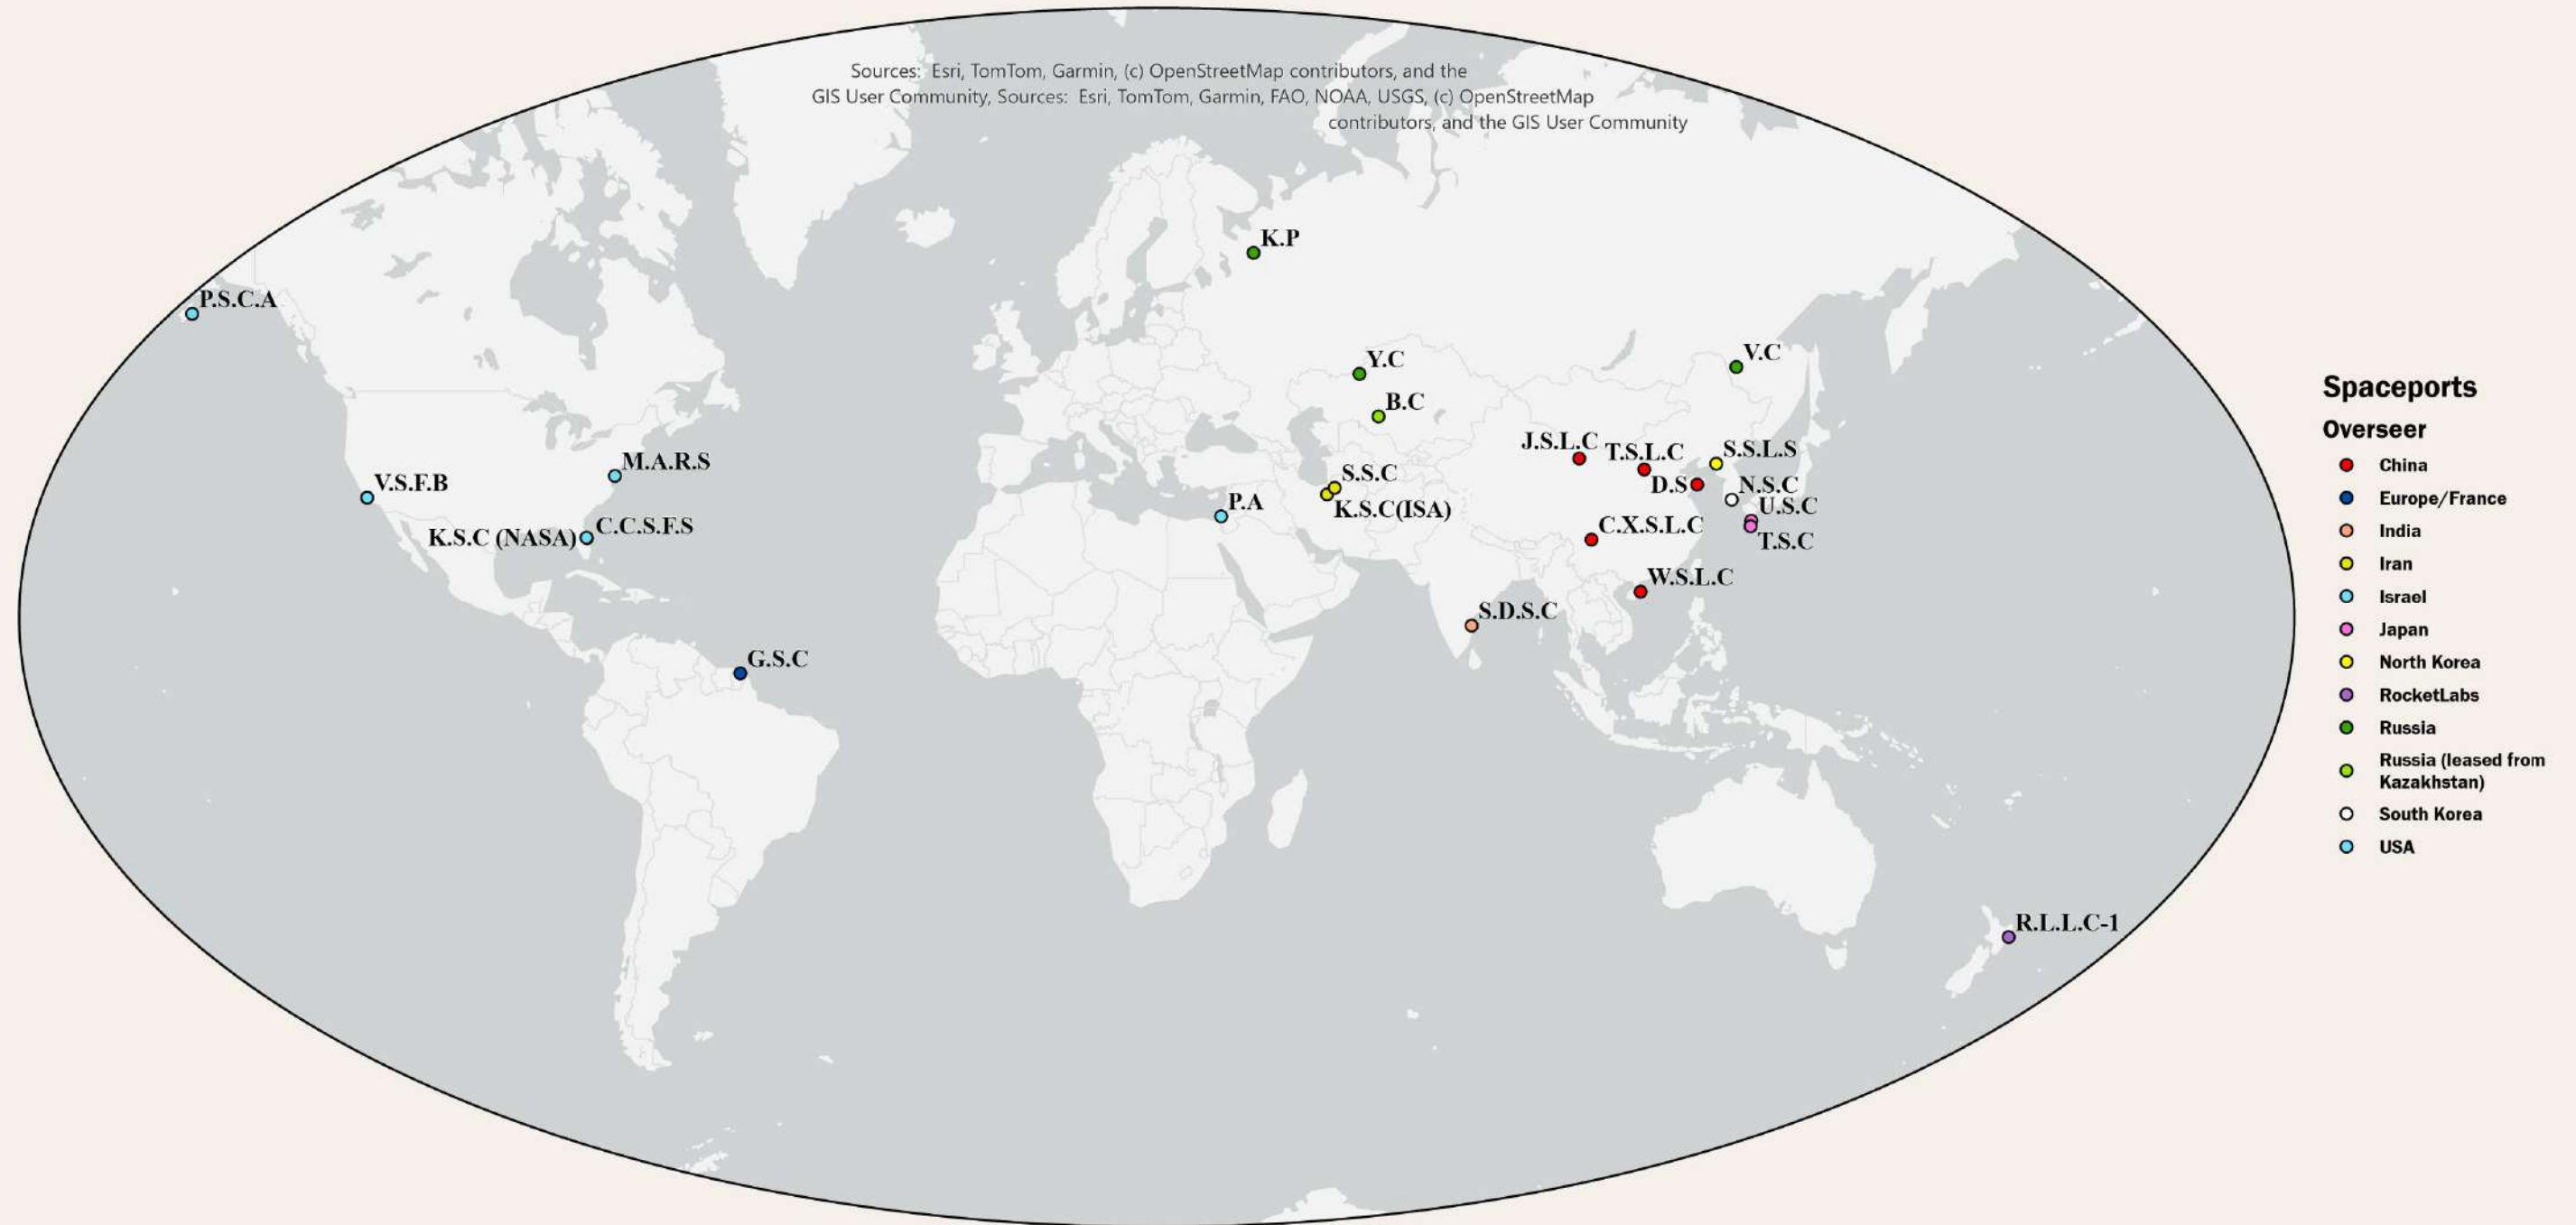 Sources: Esri, TomTom, Garmin, (c) OpenStreetMap contributors, and the
GIS User Community, Sources: Esri, TomTom, Garmin, FAO, NOAA, USGS, (c) OpenStreetMap
contributors, and the GIS User Community
K.P
P.S.C.A
Y.C
V.C
B.C
J.S.L.C
T.S.L.C
S.S.L.S
M.A.R.S
V.S.F.B
S.S.C
D.S
N.S.C
P.A
K.S.C(ISA)
U.S.C
C.C.S.F.S
C.X.S.L.C
K.S.C (NASA)
T.S.C
W.S.L.C
S.D.S.C
G.S.C
R.L.L.C-1
Spaceports
Overseer
China
Europe/France
India
Iran
Israel
Japan
North Korea
RocketLabs
Russia
Russia (leased from
Kazakhstan)
South Korea
USA